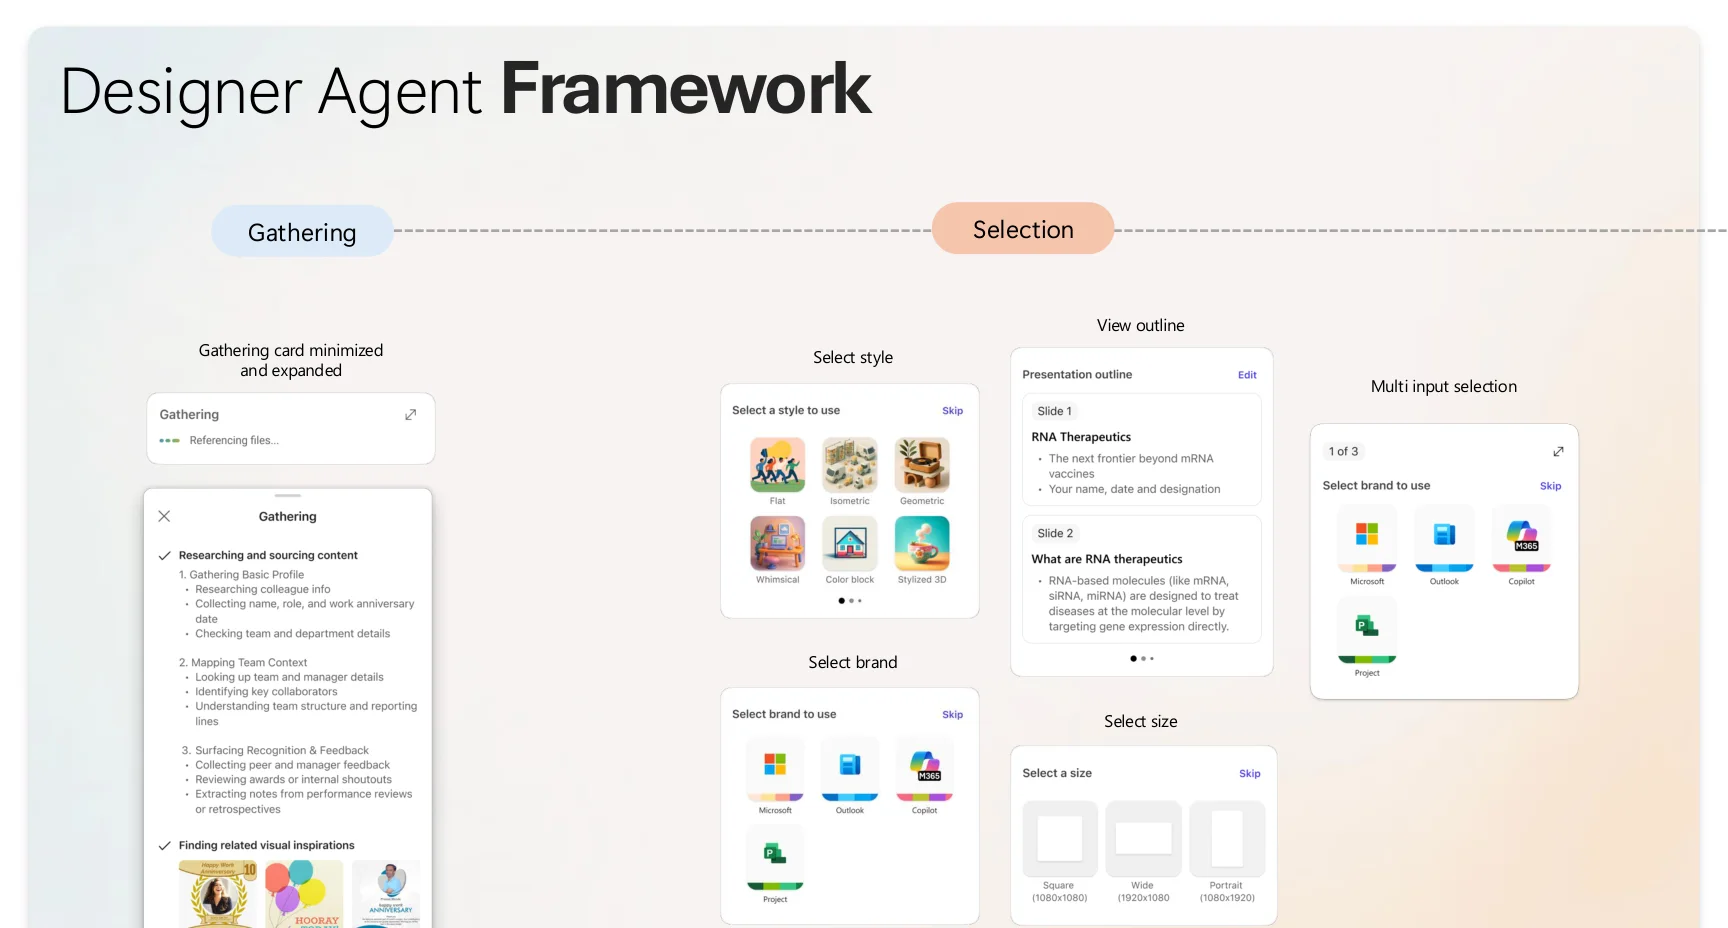 Designer Agent Framework
Gathering
Selection
Gathering card minimized
and expanded
Gathering
Referencing files...
Gathering
Researching and sourcing content
1. Gathering Basic Profile
• Researching colleague info
• Collecting name, role, and work anniversary
date
• Checking team and department details
2. Mapping Team Context
• Looking up team and manager details
• Identifying key collaborators
• Understanding team structure and reporting
lines
3. Surfacing Recognition & Feedback
• Collecting peer and manager feedback
• Reviewing awards or internal shoutouts
• Extracting notes from performance reviews
or retrospectives
Finding related visual inspirations
Happy Work
Anniversary
10
HOORAY
ANNIVERSARY
Select style
Select a style to use
Skip
Flat
Isometric
Geometric
Whimsical
Color block
Stylized 3D
Select brand
Select brand to use
Skip
M365
Microsoft
Outlook
Copilot
P
Project
View outline
Presentation outline
Edit
Slide 1
RNA Therapeutics
• The next frontier beyond mRNA
vaccines
• Your name, date and designation
Slide 2
What are RNA therapeutics
• RNA-based molecules (like mRNA,
siRNA, miRNA) are designed to treat
diseases at the molecular level by
targeting gene expression directly.
Select size
Select a size
Skip
Square
(1080x1080)
Wide
(1920x1080
Portrait
(1080x1920)
Multi input selection
1 of 3
Select brand to use
Skip
M365
Microsoft
Outlook
Copilot
P
Project